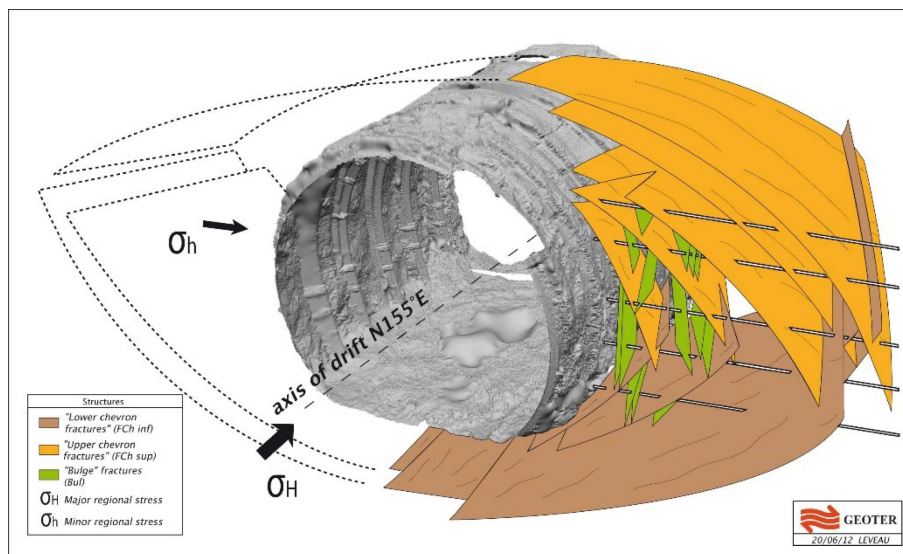 σh
axis of drift N155°E
σH
Structures
"Lower chevron
fractures" (FCh inf)
"Upper chevron
fractures" (FCh sup)
"Bulge" fractures
(Bul)
σH Major regional stress
σh Minor regional stress
GEOTER
20/06/12 LEVEAU